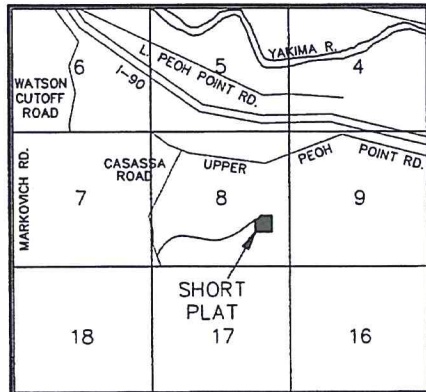 YAKIMA R.
L. PEOH POINT RD.
6
5
4
I-90
WATSON
CUTOFF
ROAD
MARKOVICH RD.
CASASSA
ROAD
UPPER
PEOH
POINT RD.
7
8
9
SHORT
PLAT
18
17
16